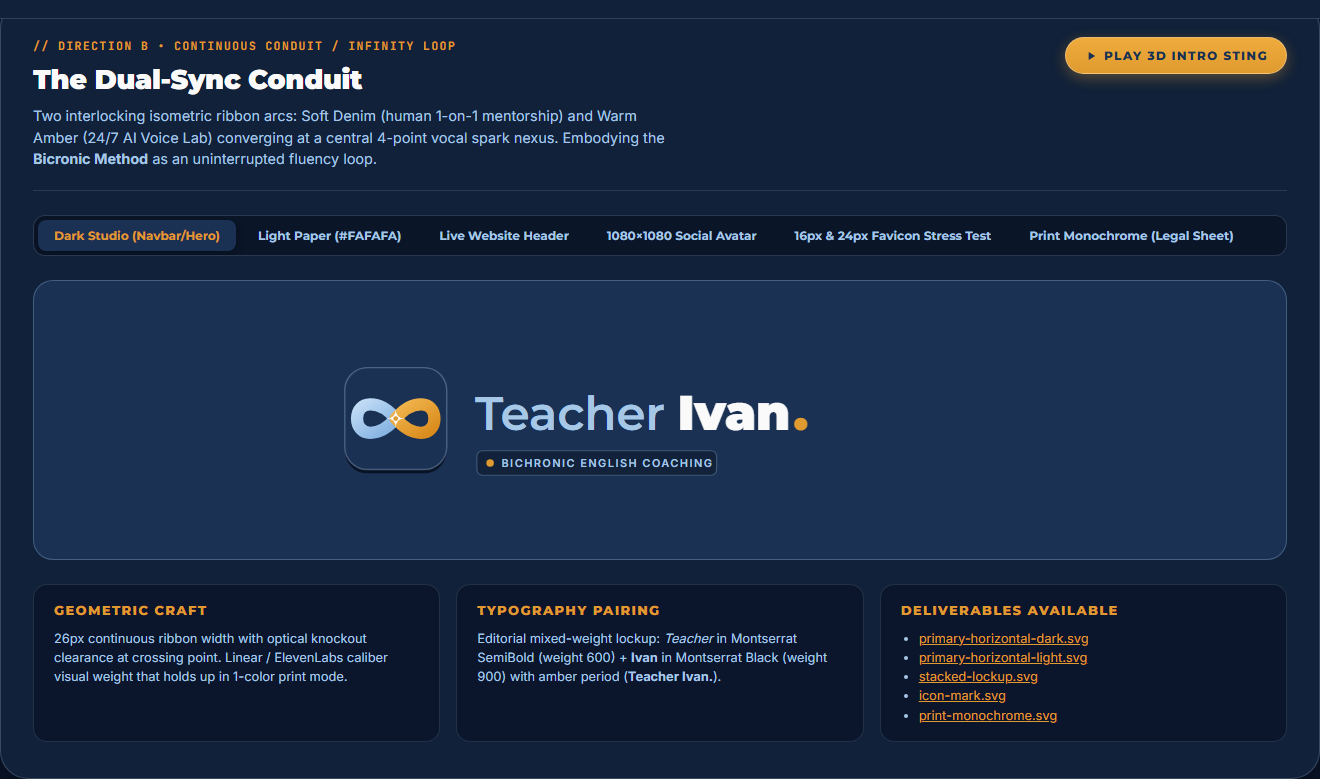 // DIRECTION B • CONTINUOUS CONDUIT / INFINITY LOOP
▶ PLAY 3D INTRO STING
The Dual-Sync Conduit
Two interlocking isometric ribbon arcs: Soft Denim (human 1-on-1 mentorship) and Warm
Amber (24/7 AI Voice Lab) converging at a central 4-point vocal spark nexus. Embodying the
Bicronic Method as an uninterrupted fluency loop.
Dark Studio (Navbar/Hero)
Light Paper (#FAFAFA)
Live Website Header
1080×1080 Social Avatar
16px & 24px Favicon Stress Test
Print Monochrome (Legal Sheet)
Teacher Ivan.
BICHRONIC ENGLISH COACHING
GEOMETRIC CRAFT
26px continuous ribbon width with optical knockout
clearance at crossing point. Linear / ElevenLabs caliber
visual weight that holds up in 1-color print mode.
TYPOGRAPHY PAIRING
Editorial mixed-weight lockup: Teacher in Montserrat
SemiBold (weight 600) + Ivan in Montserrat Black (weight
900) with amber period (Teacher Ivan.).
DELIVERABLES AVAILABLE
• primary-horizontal-dark.svg
• primary-horizontal-light.svg
• stacked-lockup.svg
• icon-mark.svg
• print-monochrome.svg